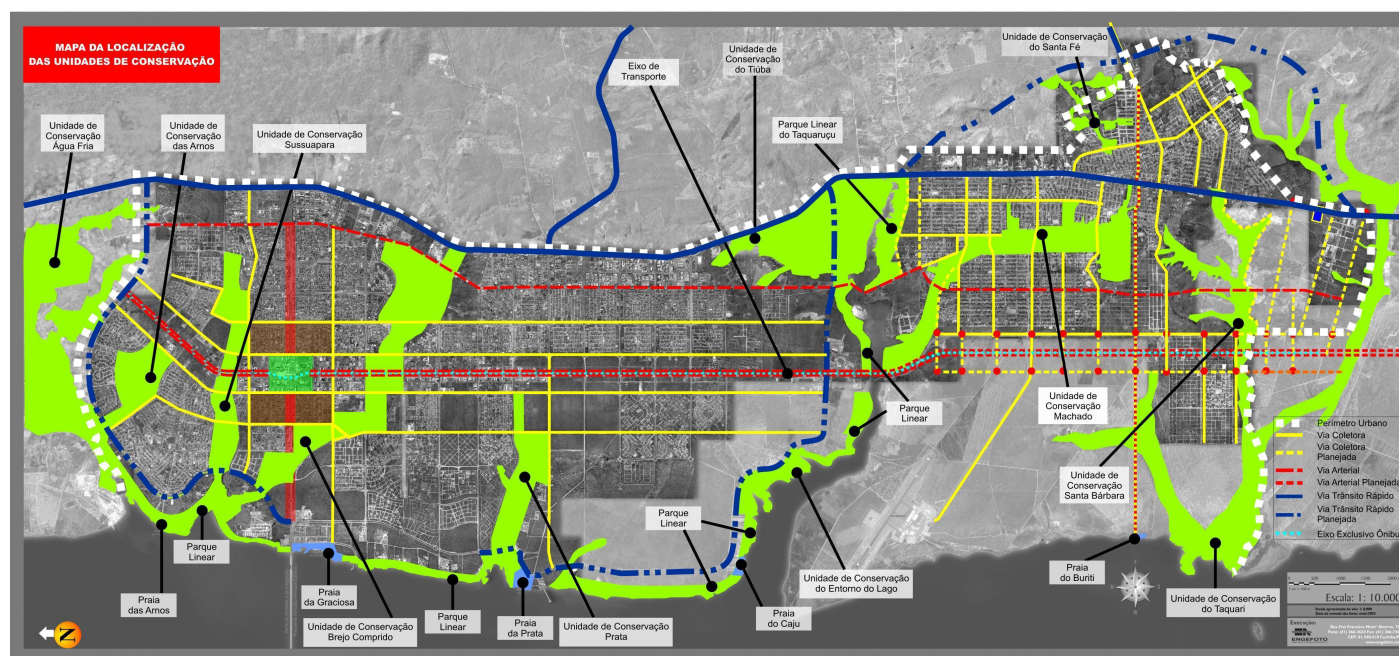 MAPA DA LOCALIZAÇÃO
DAS UNIDADES DE CONSERVAÇÃO
Unidade de
Conservação
Água Fria
Unidade de
Conservação
das Arnos
Unidade de Conservação
Sussuapara
Eixo de
Transporte
Unidade de
Conservação
do Tiúba
Parque Linear
do Taquaruçu
Unidade de Conservação
do Santa Fé
Parque
Linear
Unidade de
Conservação
Machado
Unidade de
Conservação
Santa Bárbara
Perímetro Urbano
Via Coletora
Via Coletora
Planejada
Via Arterial
Via Arterial Planejada
Via Trânsito Rápido
Via Trânsito Rápido
Planejada
Eixo Exclusivo Ônibu
Parque
Linear
Praia
das Arnos
Parque
Linear
Praia
da Graciosa
Unidade de Conservação
Brejo Comprido
Parque
Linear
Praia
da Prata
Unidade de Conservação
Prata
Praia
do Caju
Unidade de Conservação
do Entorno do Lago
Praia
do Buriti
Unidade de Conservação
do Taquari
N
Escala: 1: 10.000
Execução:
ENGEFOTO